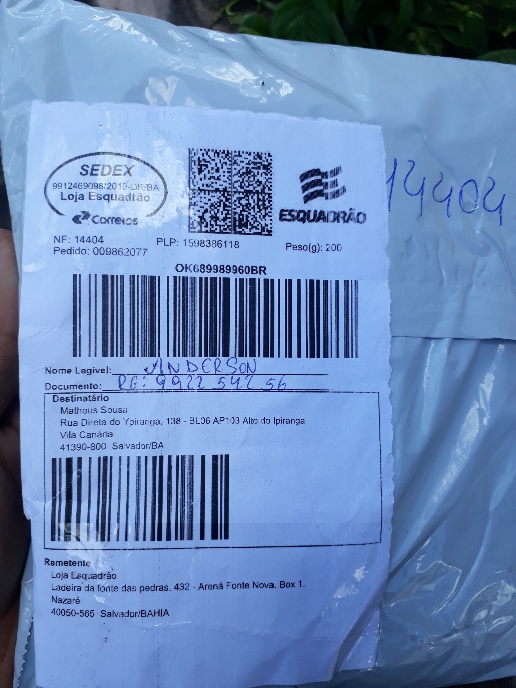 SEDEX
9912469098/2019-DR/BA
Loja Esquadrão
Correios
ESQUADRÃO
14404
NF: 14404
PLP: 1598386118
Peso(g): 200
Pedido: 009862077
OK689989960BR
Nome Legível: ANDERSON
Documento: RG: 9922 542 56
Destinatário
Matheus Sousa
Rua Direta do Ypiranga, 138 - BL06 AP103 Alto do Ipiranga
Vila Canária
41390-800 Salvador/BA
Remetente
Loja Esquadrão
Ladeira da fonte das pedras, 432 - Arena Fonte Nova, Box 1.
Nazaré
40050-565 Salvador/BAHIA